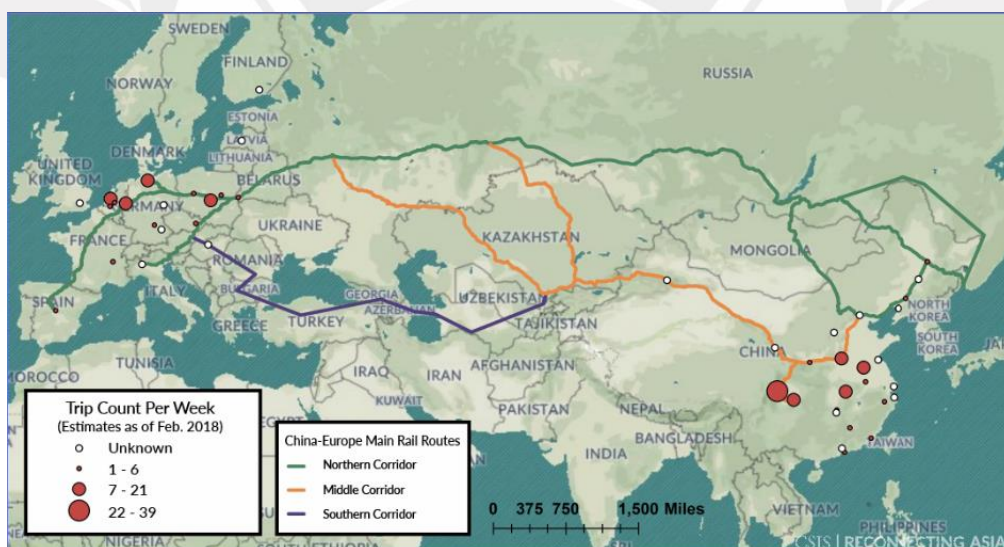 SWEDEN
FINLAND
NORWAY
RUSSIA
ESTONIA
LATVIA
DENMARK
LITHUANIA
UNITED
KINGDOM
BELARUS
GERMANY
UKRAINE
FRANCE
KAZAKHSTAN
MONGOLIA
ROMANIA
ITALY
BULGARIA
SPAIN
GEORGIA
UZBEKISTAN
NORTH
KOREA
GREECE
TURKEY
AZERBAIJAN
TAJIKISTAN
SOUTH
KOREA
JA
CHINA
TUNISIA
MOROCCO
IRAQ
IRAN
AFGHANISTAN
KUWAIT
PAKISTAN
NEPAL
BANGLADESH
TAIWAN
INDIA
VIETNAM
PHILIPPINES
NIGERIA
Trip Count Per Week
(Estimates as of Feb. 2018)
Unknown
1 - 6
7 - 21
22 - 39
China-Europe Main Rail Routes
Northern Corridor
Middle Corridor
Southern Corridor
0 375 750 1,500 Miles
CSIS | RECONNECTING ASIA